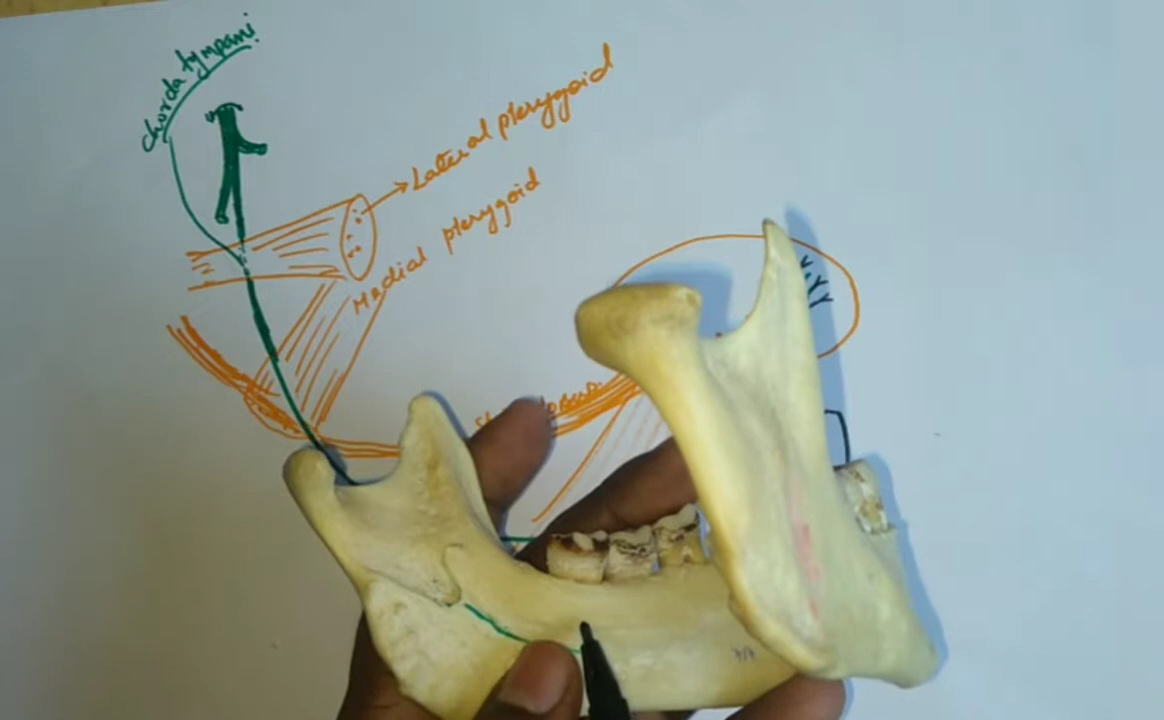 chorda tympani
Lateral pterygoid
Medial pterygoid